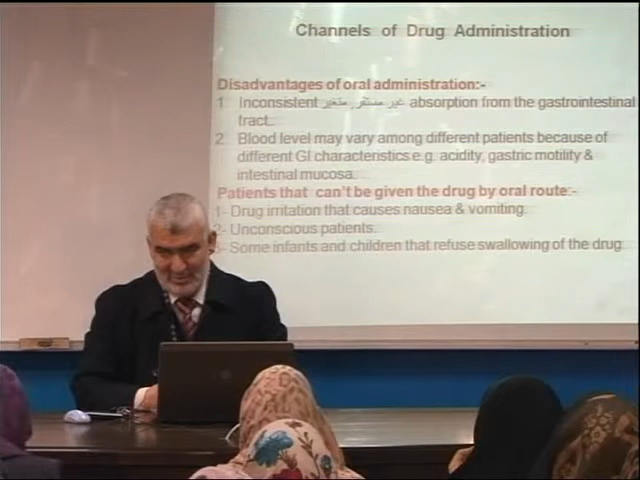 Channels of Drug Administration
Disadvantages of oral administration:-
1. Inconsistent غير مستقر, متغير absorption from the gastrointestinal
tract.
2. Blood level may vary among different patients because of
different GI characteristics e.g. acidity, gastric motility &
intestinal mucosa.
Patients that can't be given the drug by oral route:-
1- Drug irritation that causes nausea & vomiting.
2- Unconscious patients.
3- Some infants and children that refuse swallowing of the drug.